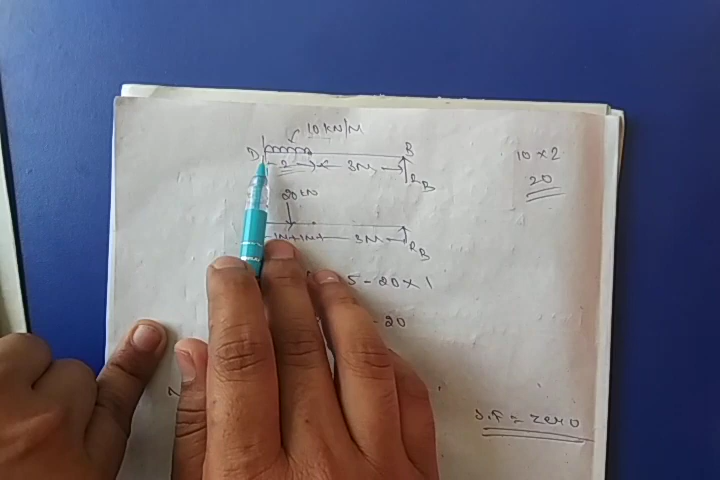 10 KN/M
D B
2 3M
RB
10 × 2
20
20 KN
1M 1M 3M
RB
5 - 20 × 1
- 20
S.F = zero